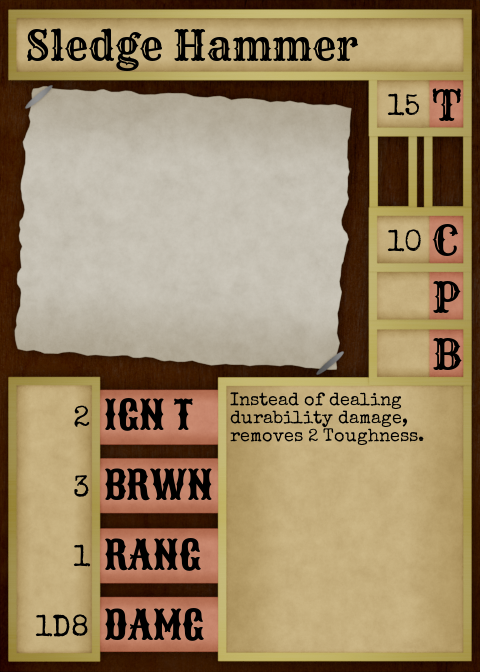 Sledge Hammer
15 T
10 C
P
B
2 IGN T
3 BRWN
1 RANG
1D8 DAMG
Instead of dealing
durability damage,
removes 2 Toughness.